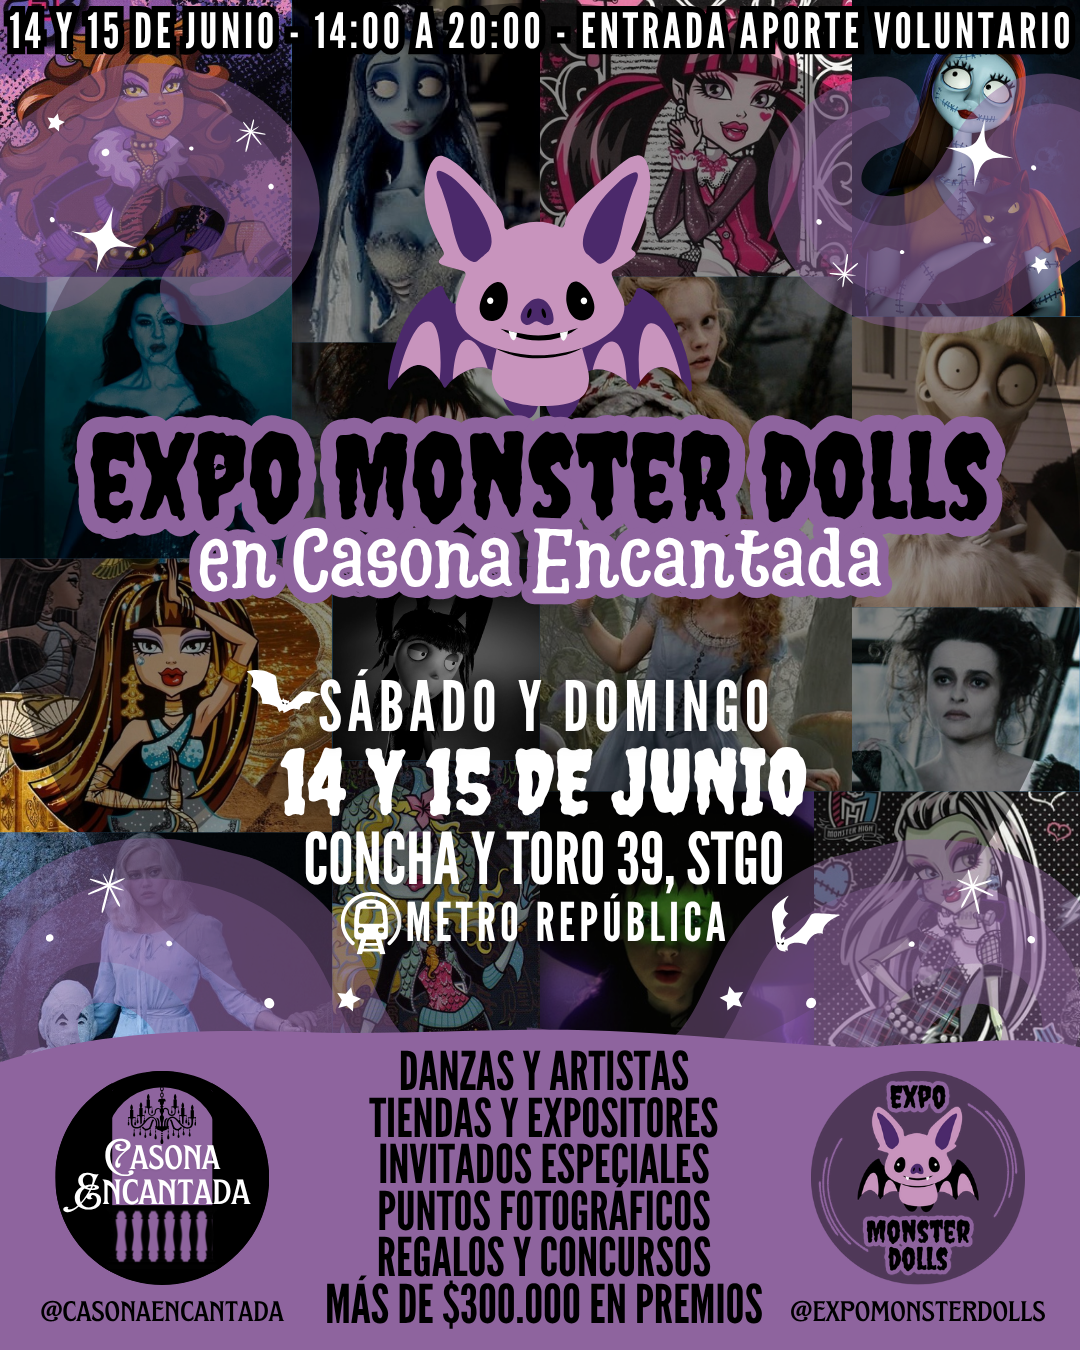 14 Y 15 DE JUNIO - 14:00 A 20:00 - ENTRADA APORTE VOLUNTARIO
EXPO MONSTER DOLLS
en Casona Encantada
SÁBADO Y DOMINGO
14 Y 15 DE JUNIO
CONCHA Y TORO 39, STGO
METRO REPÚBLICA
MONSTER HIGH
DANZAS Y ARTISTAS
TIENDAS Y EXPOSITORES
INVITADOS ESPECIALES
PUNTOS FOTOGRÁFICOS
REGALOS Y CONCURSOS
MÁS DE $300.000 EN PREMIOS
CASONA
ENCANTADA
@CASONAENCANTADA
EXPO
MONSTER
DOLLS
@EXPOMONSTERDOLLS